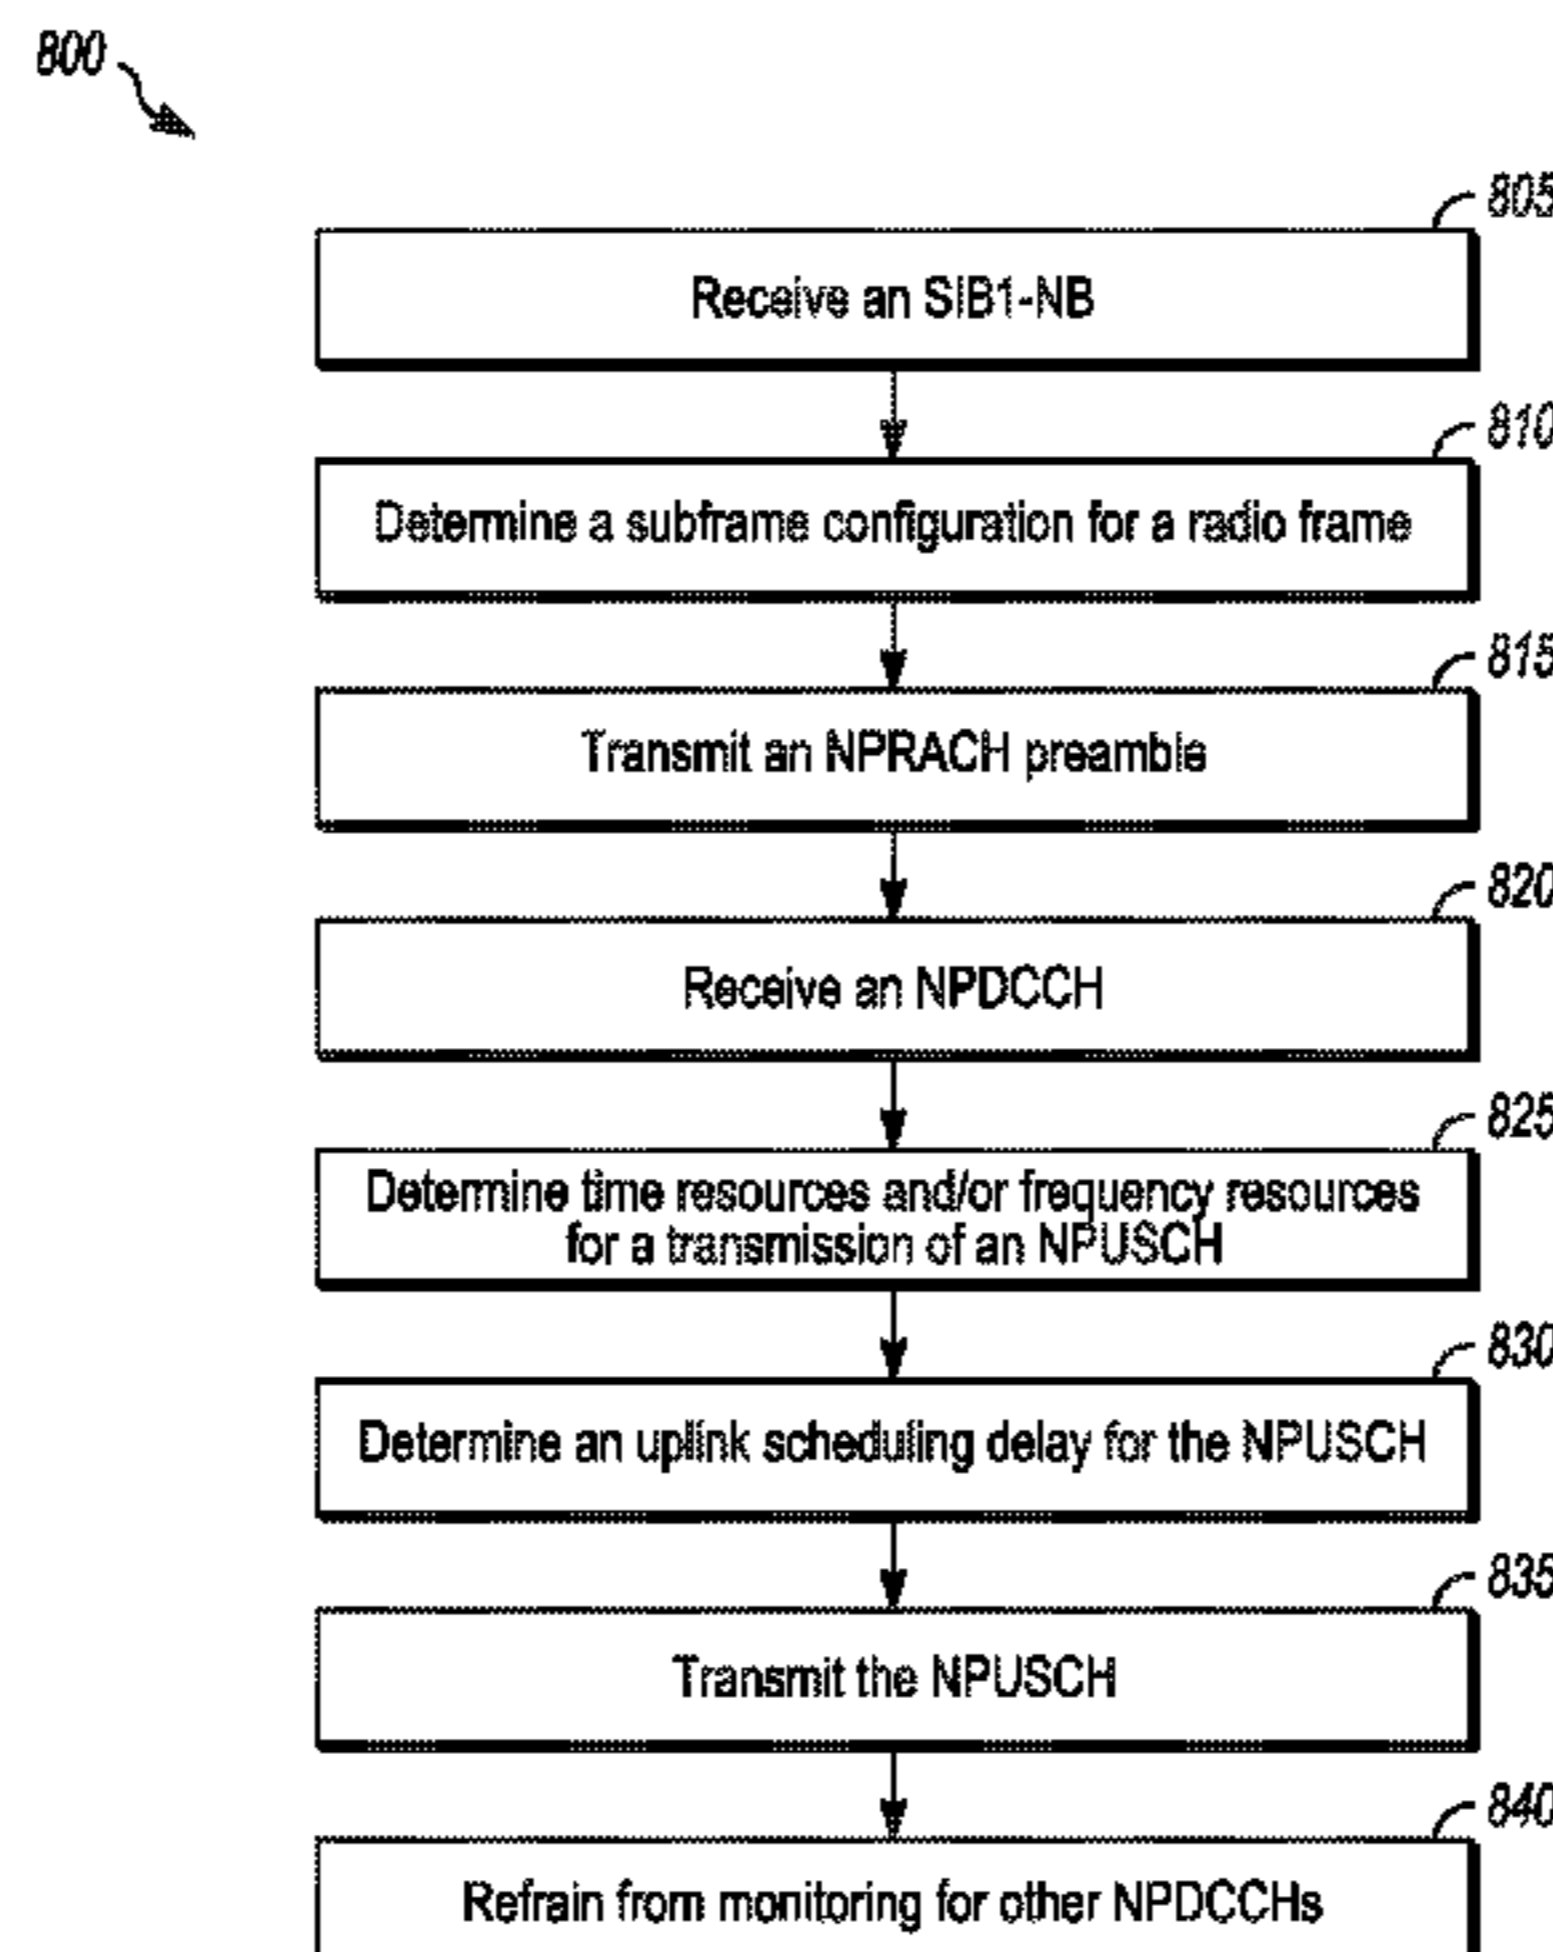 800
805
Receive an SIB1-NB
810
Determine a subframe configuration for a radio frame
815
Transmit an NPRACH preamble
820
Receive an NPDCCH
825
Determine time resources and/or frequency resources
for a transmission of an NPUSCH
830
Determine an uplink scheduling delay for the NPUSCH
835
Transmit the NPUSCH
840
Refrain from monitoring for other NPDCCHs